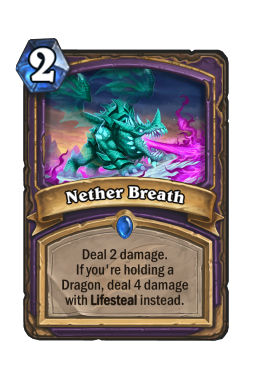 2
Nether Breath
Deal 2 damage.
If you're holding a
Dragon, deal 4 damage
with Lifesteal instead.